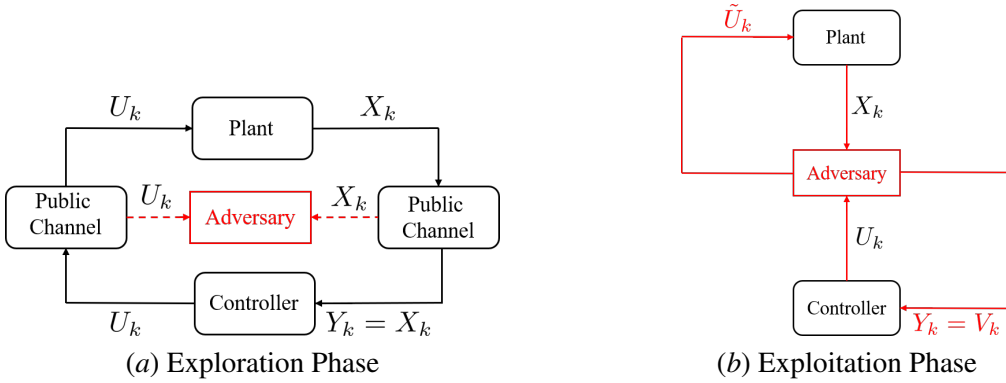 U_k
Plant
X_k
Public
Channel
U_k
Adversary
X_k
Public
Channel
U_k
Controller
Y_k = X_k
(a) Exploration Phase
Ũ_k
Plant
X_k
Adversary
U_k
Controller
Y_k = V_k
(b) Exploitation Phase